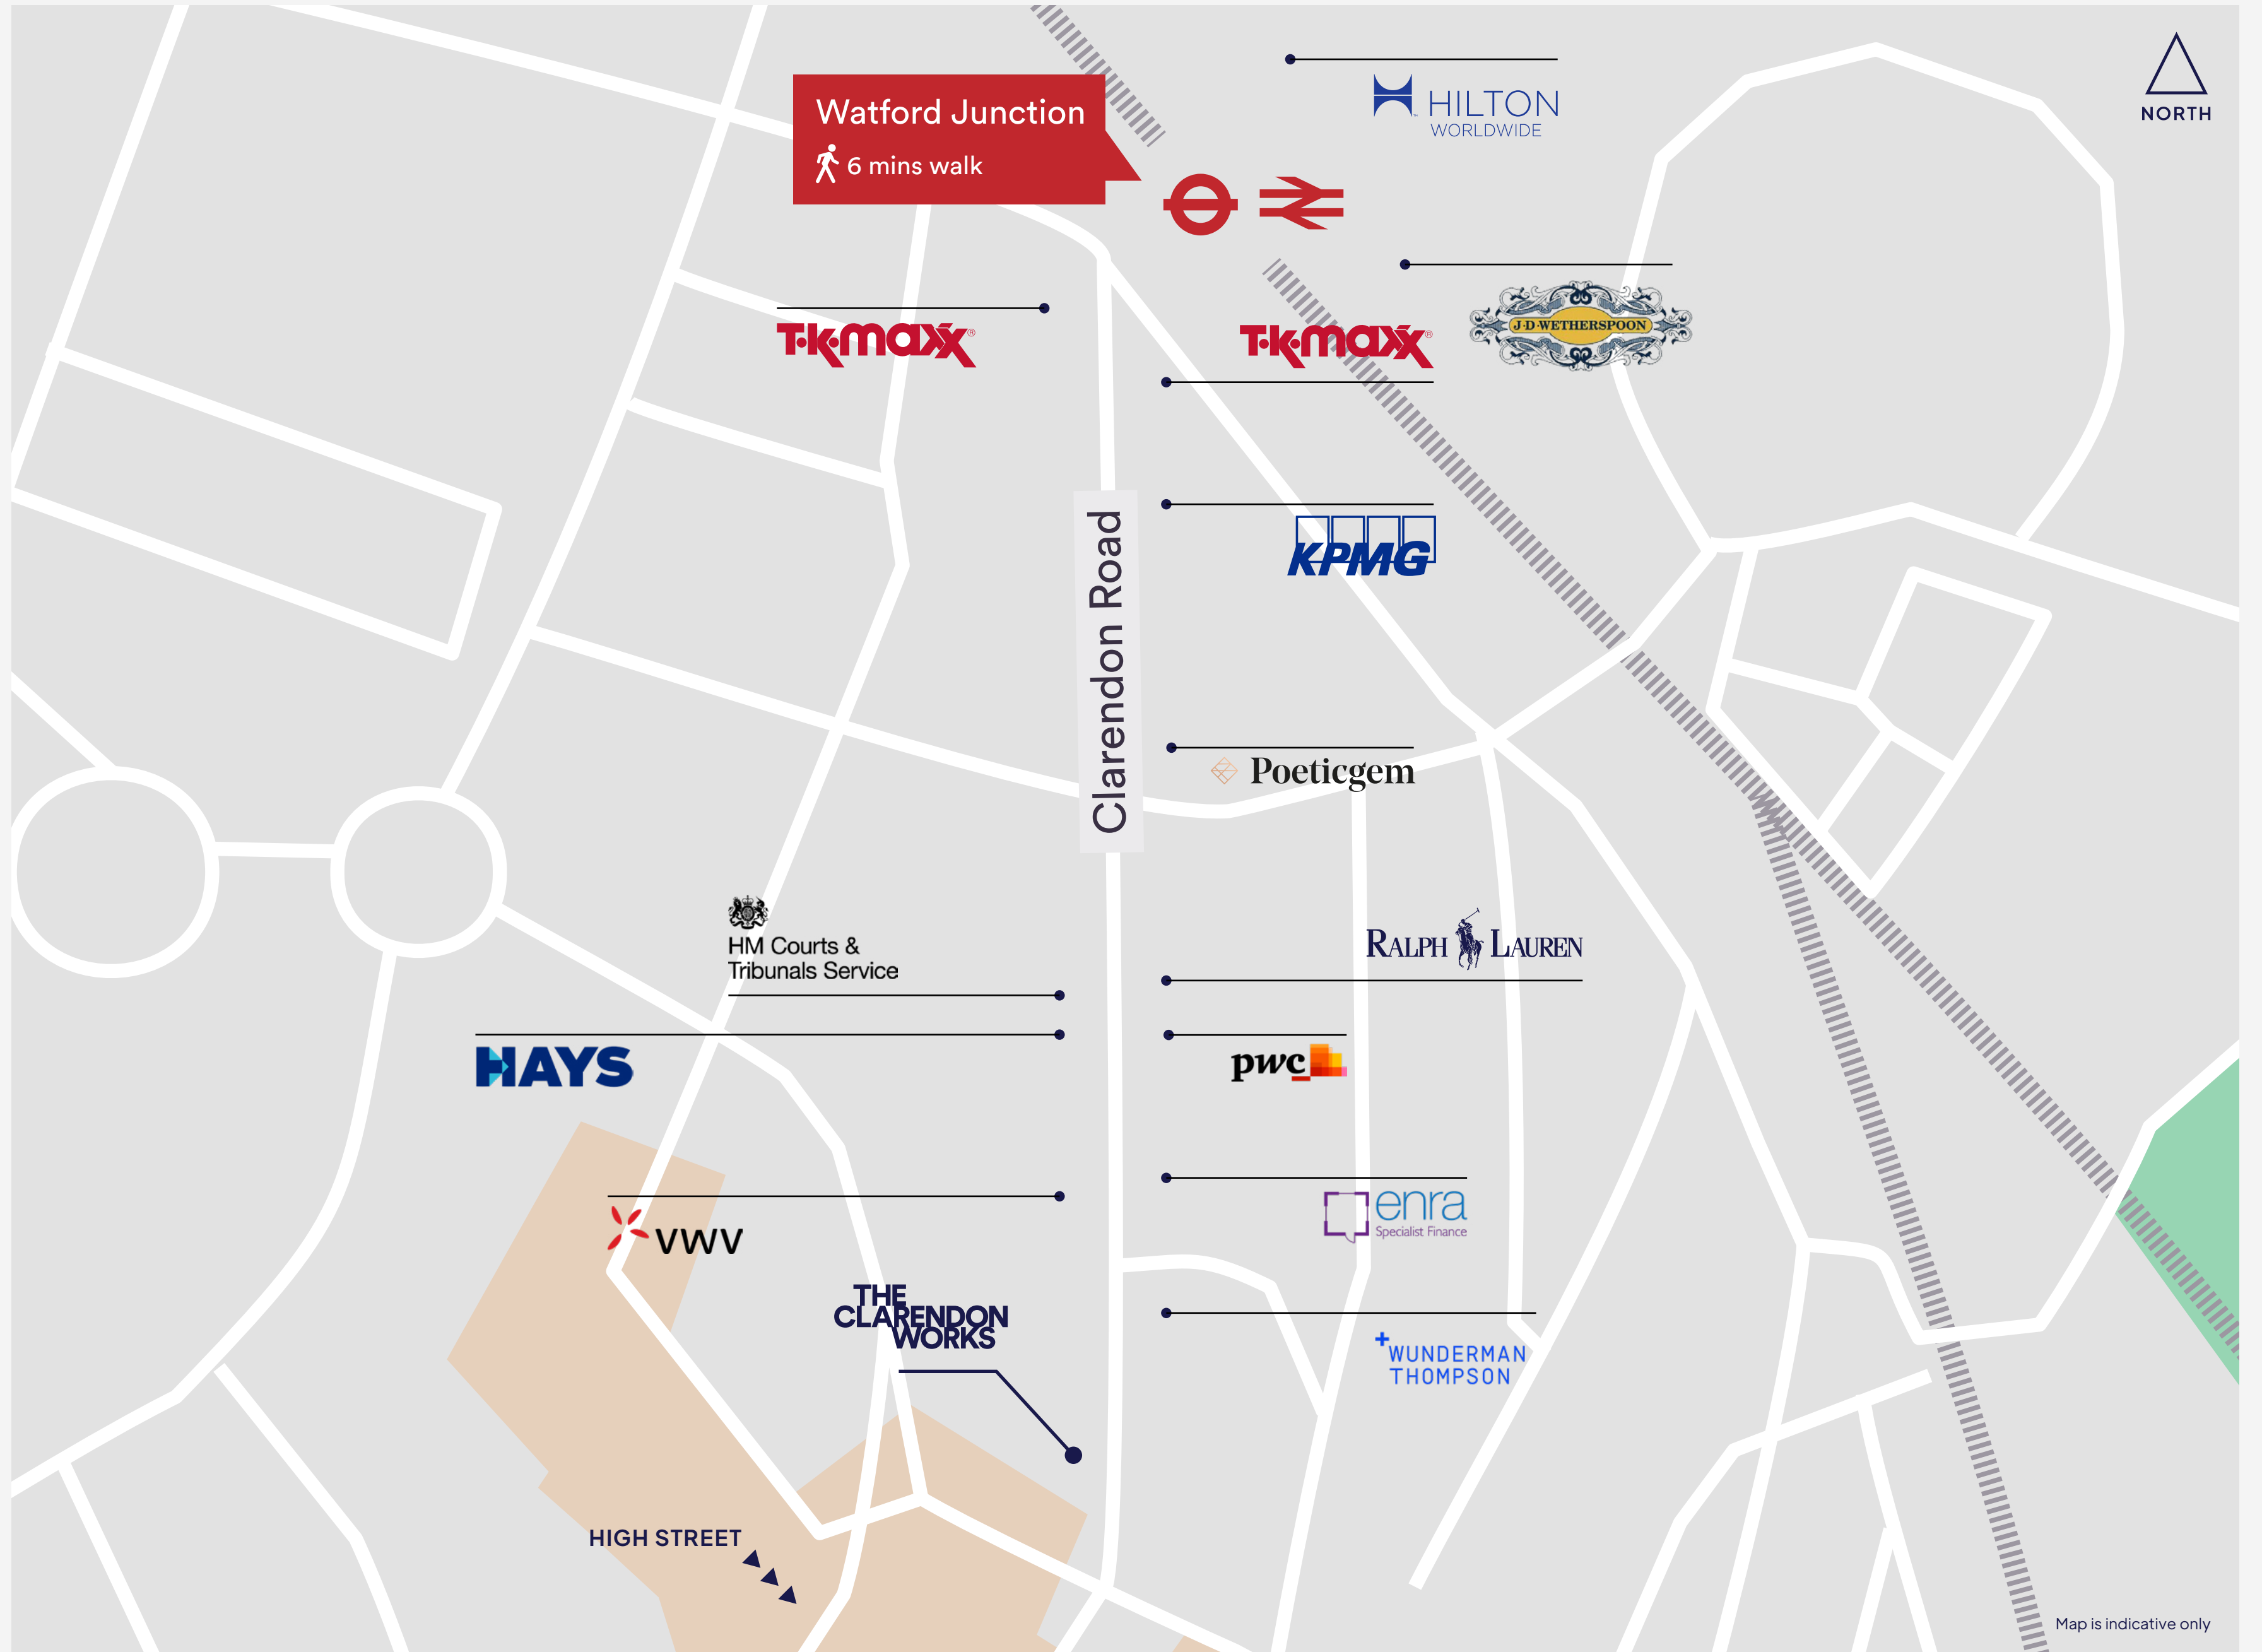 HILTON
WORLDWIDE
NORTH
Watford Junction
6 mins walk
T·K·maxx®
T·K·maxx®
J·D·WETHERSPOON
KPMG
Clarendon Road
Poeticgem
HM Courts &
Tribunals Service
RALPH LAUREN
HAYS
pwc
VWV
enra
Specialist Finance
THE
CLARENDON
WORKS
WUNDERMAN
THOMPSON
HIGH STREET
Map is indicative only